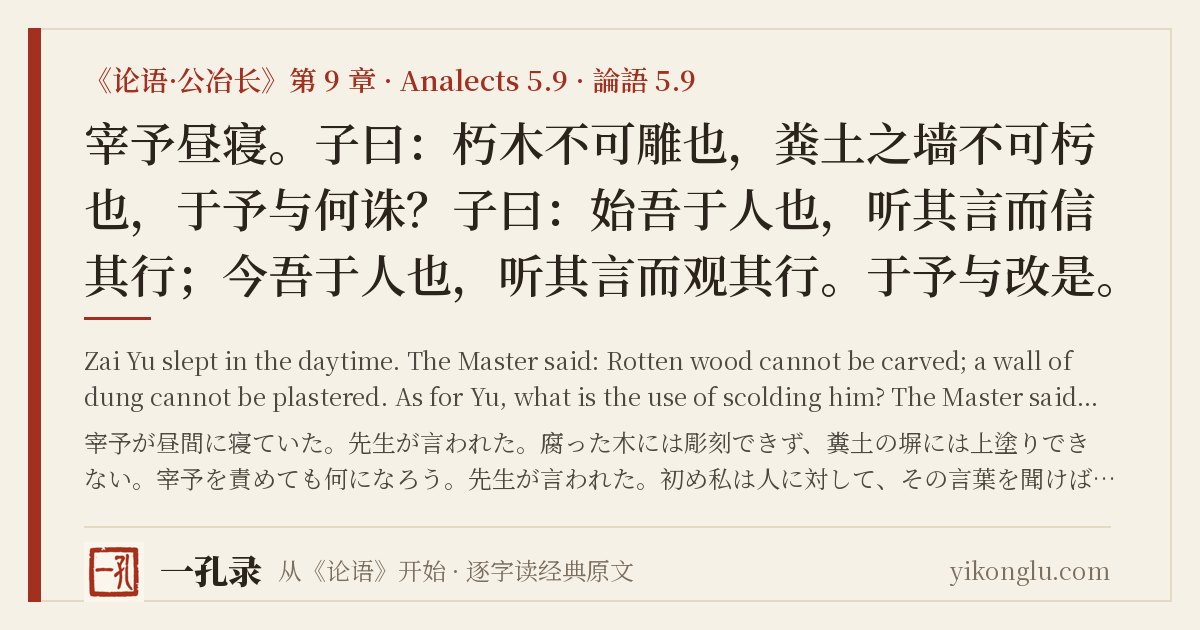 《论语·公冶长》第 9 章 · Analects 5.9 · 論語 5.9
宰予昼寝。子曰：朽木不可雕也，粪土之墙不可杇
也，于予与何诛？子曰：始吾于人也，听其言而信
其行；今吾于人也，听其言而观其行。于予与改是。
Zai Yu slept in the daytime. The Master said: Rotten wood cannot be carved; a wall of
dung cannot be plastered. As for Yu, what is the use of scolding him? The Master said...
宰予が昼間に寝ていた。先生が言われた。腐った木には彫刻できず、糞土の塀には上塗りでき
ない。宰予を責めても何になろう。先生が言われた。初め私は人に対して、その言葉を聞けば…
一孔
一孔录 从《论语》开始 · 逐字读经典原文 yikonglu.com